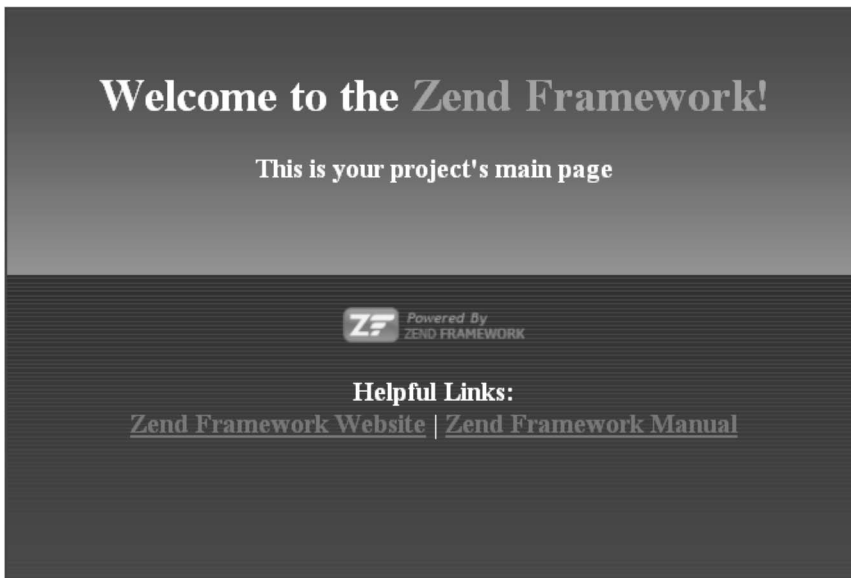 Welcome to the Zend Framework!
This is your project's main page
ZF Powered By
ZEND FRAMEWORK
Helpful Links:
Zend Framework Website | Zend Framework Manual